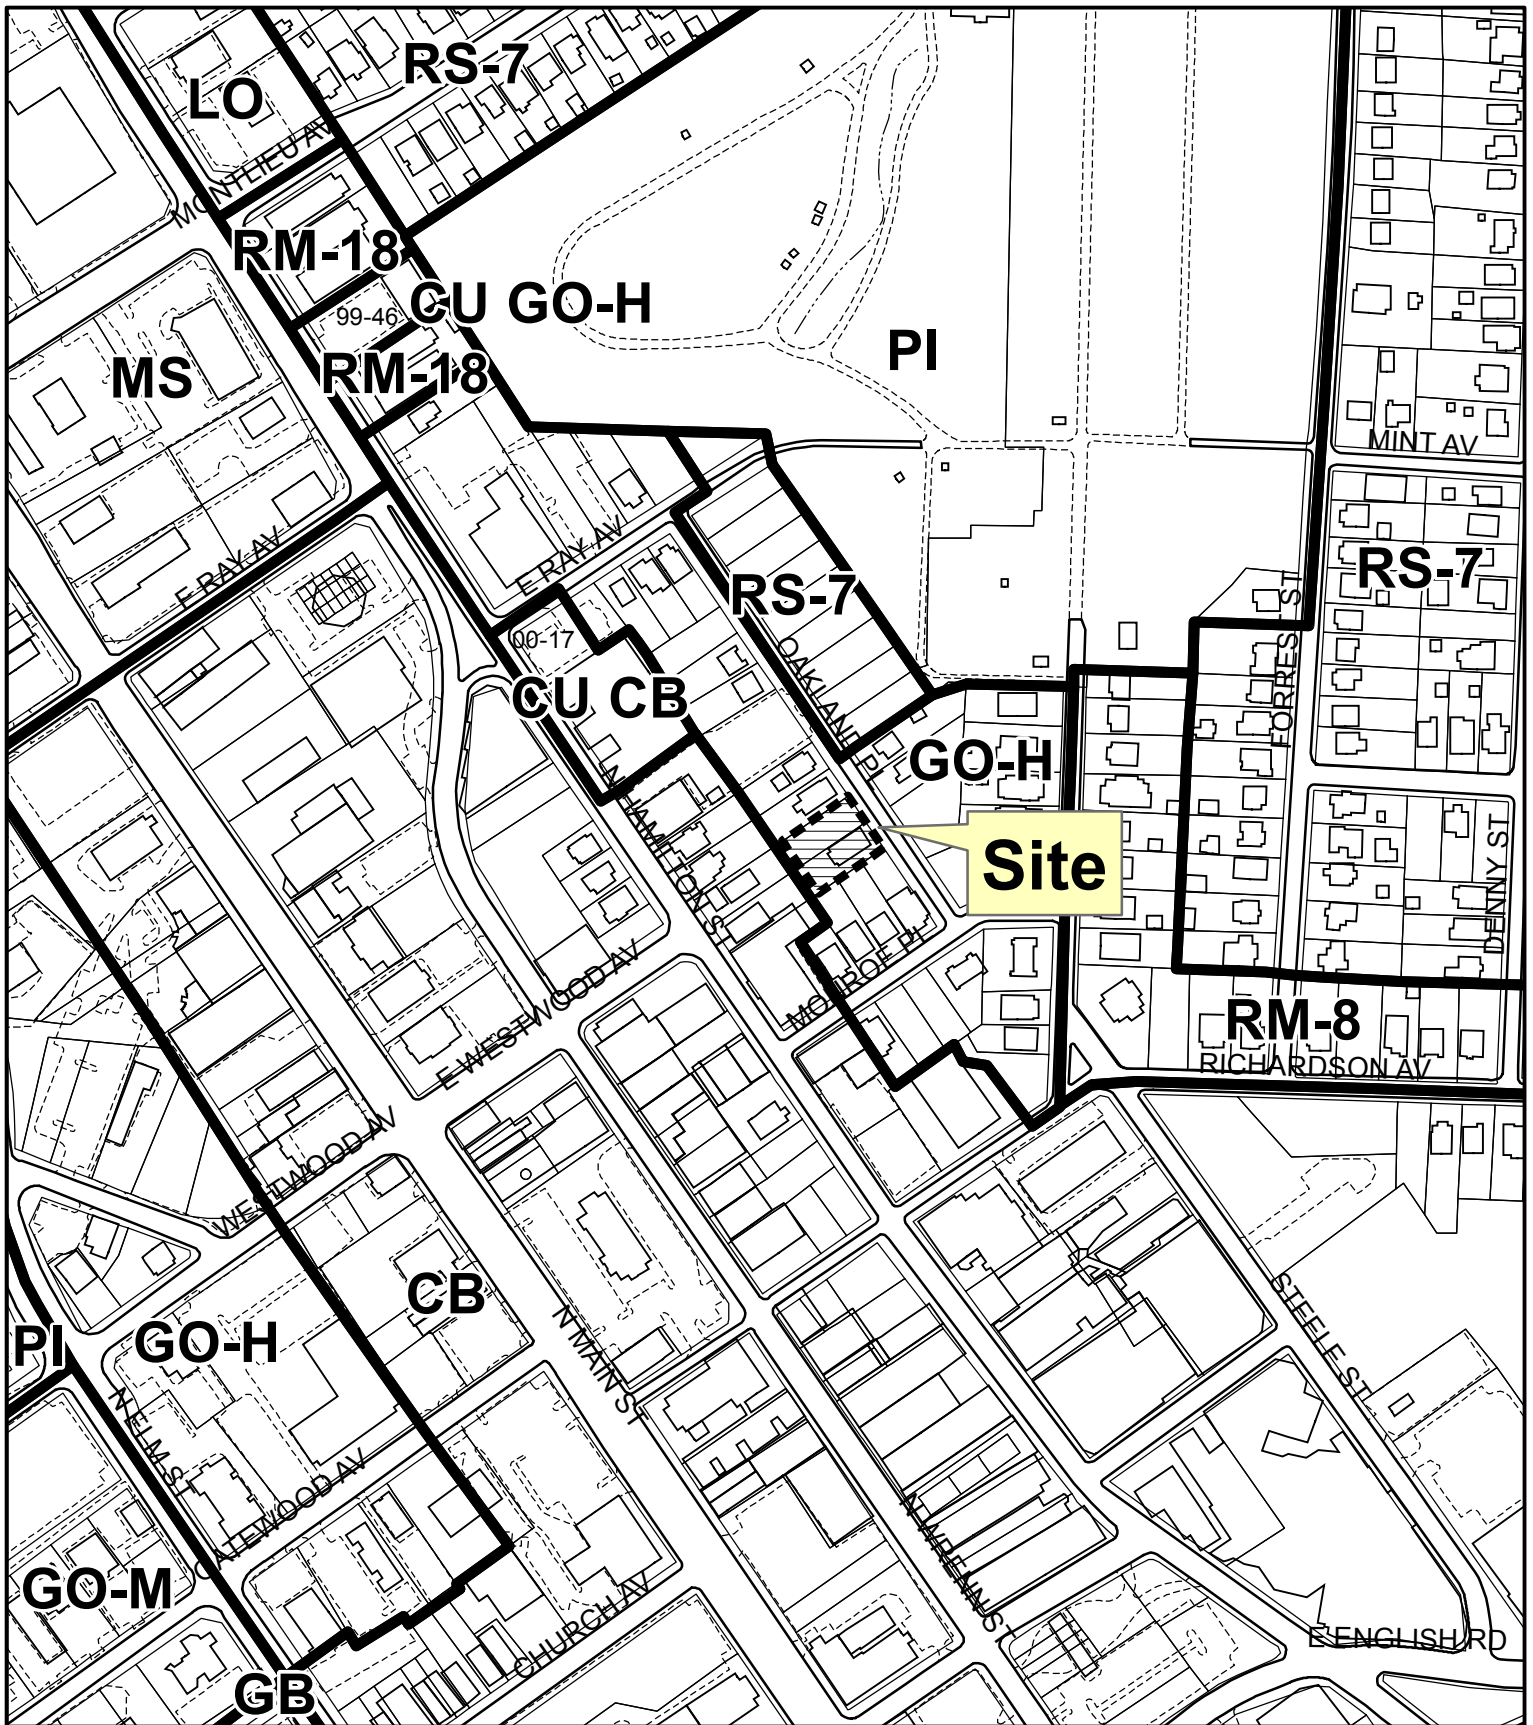 RS-7
LO
MONTLIEU AV
RM-18
CU GO-H
99-46
PI
RM-18
MS
MINT AV
E RAY AV
E RAY AV
RS-7
RS-7
FORREST ST
00-17
CU CB
OAKLAND PL
GO-H
N HAMILTON ST
Site
DENNY ST
MONROE PL
E WESTWOOD AV
RM-8
RICHARDSON AV
WESTWOOD AV
CB
STEELE ST
PI
GO-H
N MAIN ST
N ELM ST
GATEWOOD AV
N WRENN ST
GO-M
CHURCH AV
E ENGLISH RD
GB